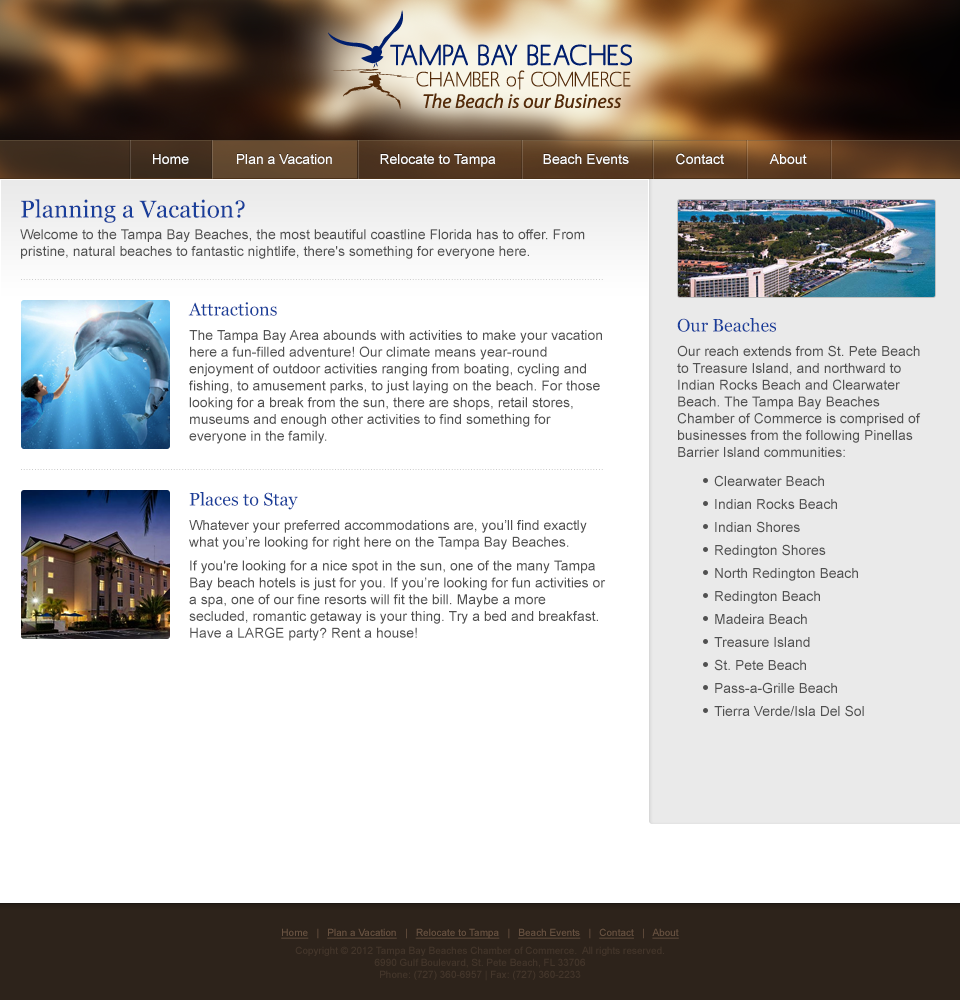 TAMPA BAY BEACHES
CHAMBER of COMMERCE
The Beach is our Business
Home
Plan a Vacation
Relocate to Tampa
Beach Events
Contact
About
Planning a Vacation?
Welcome to the Tampa Bay Beaches, the most beautiful coastline Florida has to offer. From
pristine, natural beaches to fantastic nightlife, there's something for everyone here.
Attractions
The Tampa Bay Area abounds with activities to make your vacation
here a fun-filled adventure! Our climate means year-round
enjoyment of outdoor activities ranging from boating, cycling and
fishing, to amusement parks, to just laying on the beach. For those
looking for a break from the sun, there are shops, retail stores,
museums and enough other activities to find something for
everyone in the family.
Places to Stay
Whatever your preferred accommodations are, you’ll find exactly
what you’re looking for right here on the Tampa Bay Beaches.
If you're looking for a nice spot in the sun, one of the many Tampa
Bay beach hotels is just for you. If you’re looking for fun activities or
a spa, one of our fine resorts will fit the bill. Maybe a more
secluded, romantic getaway is your thing. Try a bed and breakfast.
Have a LARGE party? Rent a house!
Our Beaches
Our reach extends from St. Pete Beach
to Treasure Island, and northward to
Indian Rocks Beach and Clearwater
Beach. The Tampa Bay Beaches
Chamber of Commerce is comprised of
businesses from the following Pinellas
Barrier Island communities:
• Clearwater Beach
• Indian Rocks Beach
• Indian Shores
• Redington Shores
• North Redington Beach
• Redington Beach
• Madeira Beach
• Treasure Island
• St. Pete Beach
• Pass-a-Grille Beach
• Tierra Verde/Isla Del Sol
Home | Plan a Vacation | Relocate to Tampa | Beach Events | Contact | About
Copyright © 2012 Tampa Bay Beaches Chamber of Commerce. All rights reserved.
6990 Gulf Boulevard, St. Pete Beach, FL 33706
Phone: (727) 360-6957 | Fax: (727) 360-2233